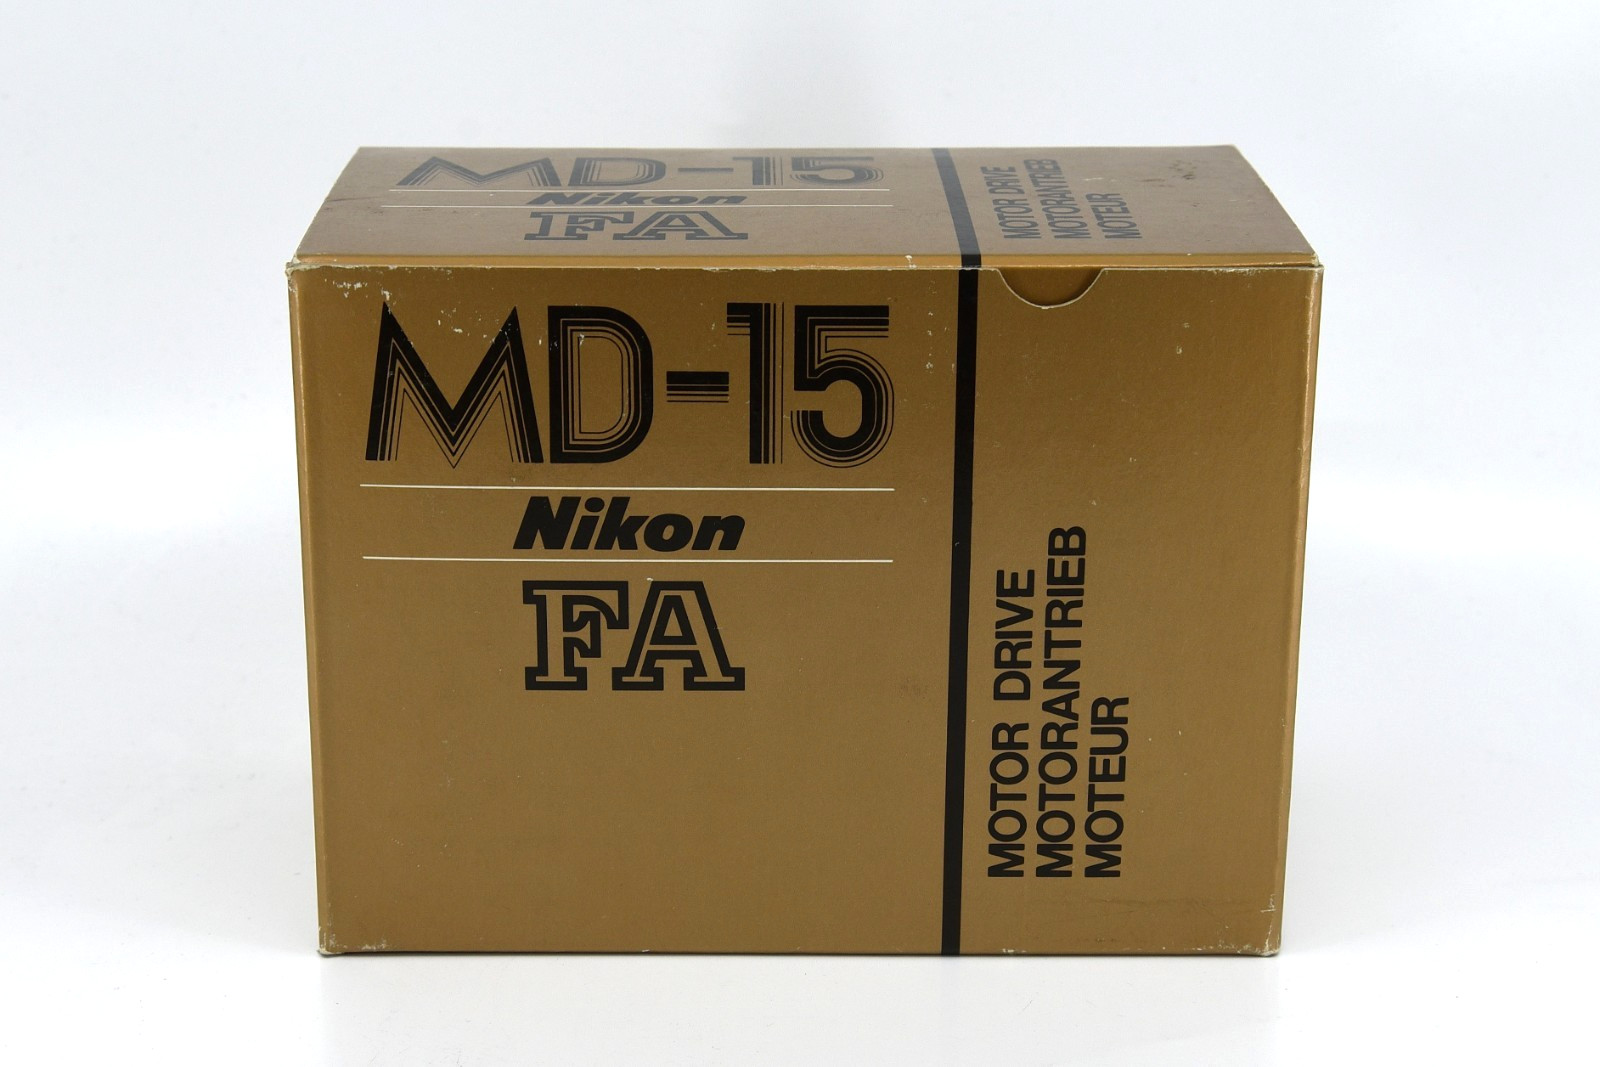 MD-15
Nikon
FA
MOTOR DRIVE
MOTORANTRIEB
MOTEUR
MD-15
Nikon
FA
MOTOR DRIVE
MOTORANTRIEB
MOTEUR